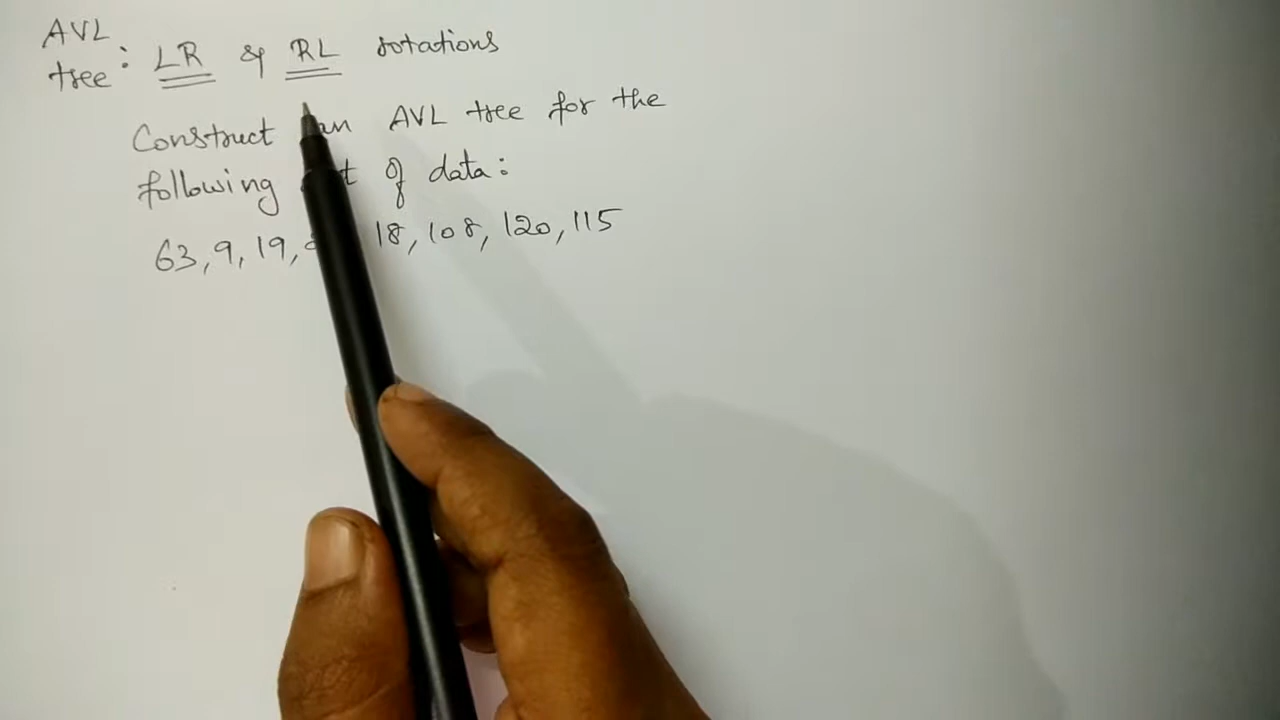 AVL tree: LR & RL rotations
Construct an AVL tree for the
following of data:
63, 9, 19, 18, 108, 120, 115